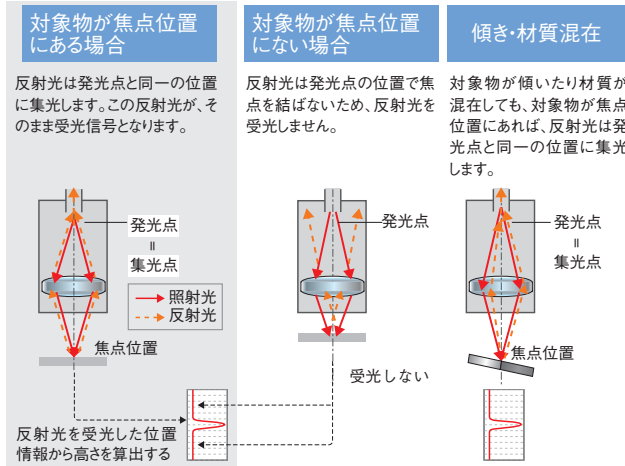 対象物が焦点位置
にある場合
反射光は発光点と同一の位置
に集光します。この反射光が、そ
のまま受光信号となります。
発光点
=
集光点
照射光
反射光
焦点位置
反射光を受光した位置
情報から高さを算出する
対象物が焦点位置
にない場合
反射光は発光点の位置で焦
点を結ばないため、反射光を
受光しません。
発光点
受光しない
傾き・材質混在
対象物が傾いたり材質が
混在しても、対象物が焦点
位置にあれば、反射光は発
光点と同一の位置に集光
します。
発光点
=
集光点
焦点位置